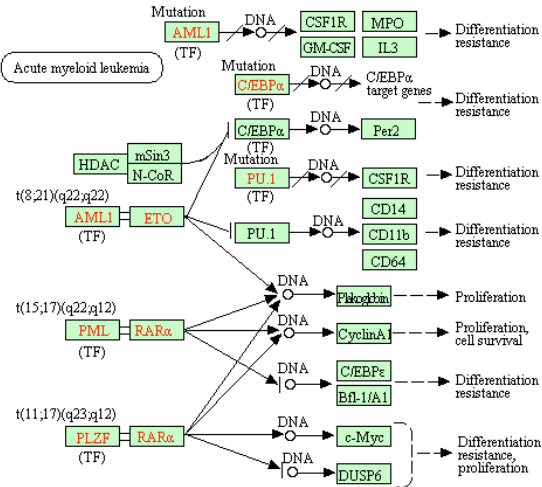 Mutation
AML1
(TF)
DNA
CSF1R
MPO
GM-CSF
IL3
Differentiation
resistance
Acute myeloid leukemia
Mutation
C/EBPα
(TF)
DNA
C/EBPα
target genes
Differentiation
resistance
C/EBPα
(TF)
DNA
Per2
HDAC
mSin3
N-CoR
Mutation
PU.1
(TF)
DNA
CSF1R
Differentiation
resistance
t(8;21)(q22;q22)
AML1
ETO
(TF)
PU.1
DNA
CD14
CD11b
CD64
Differentiation
resistance
DNA
Plakoglobin
Proliferation
t(15;17)(q22;q12)
PML
RARα
(TF)
DNA
CyclinA1
Proliferation,
cell survival
DNA
C/EBPε
Bfl-1/A1
Differentiation
resistance
t(11;17)(q23;q12)
PLZF
RARα
(TF)
DNA
c-Myc
DNA
DUSP6
Differentiation
resistance,
proliferation